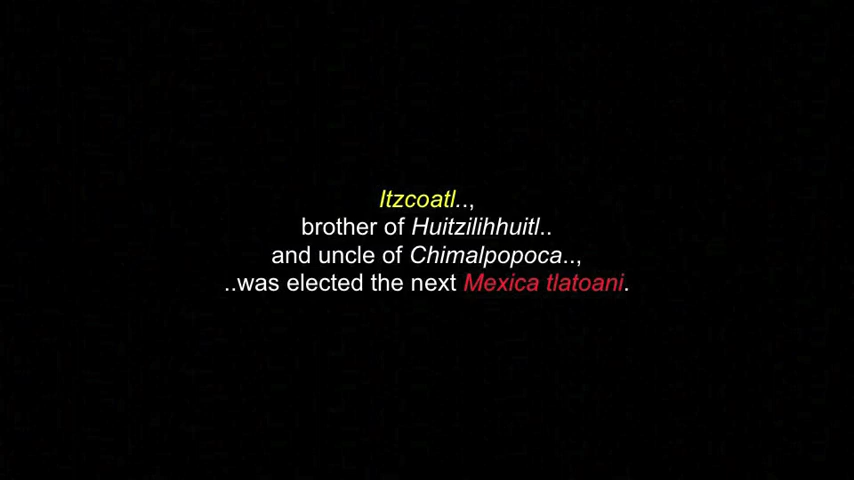 Itzcoatl..,
brother of Huitzilihhuitl..
and uncle of Chimalpopoca..,
..was elected the next Mexica tlatoani.